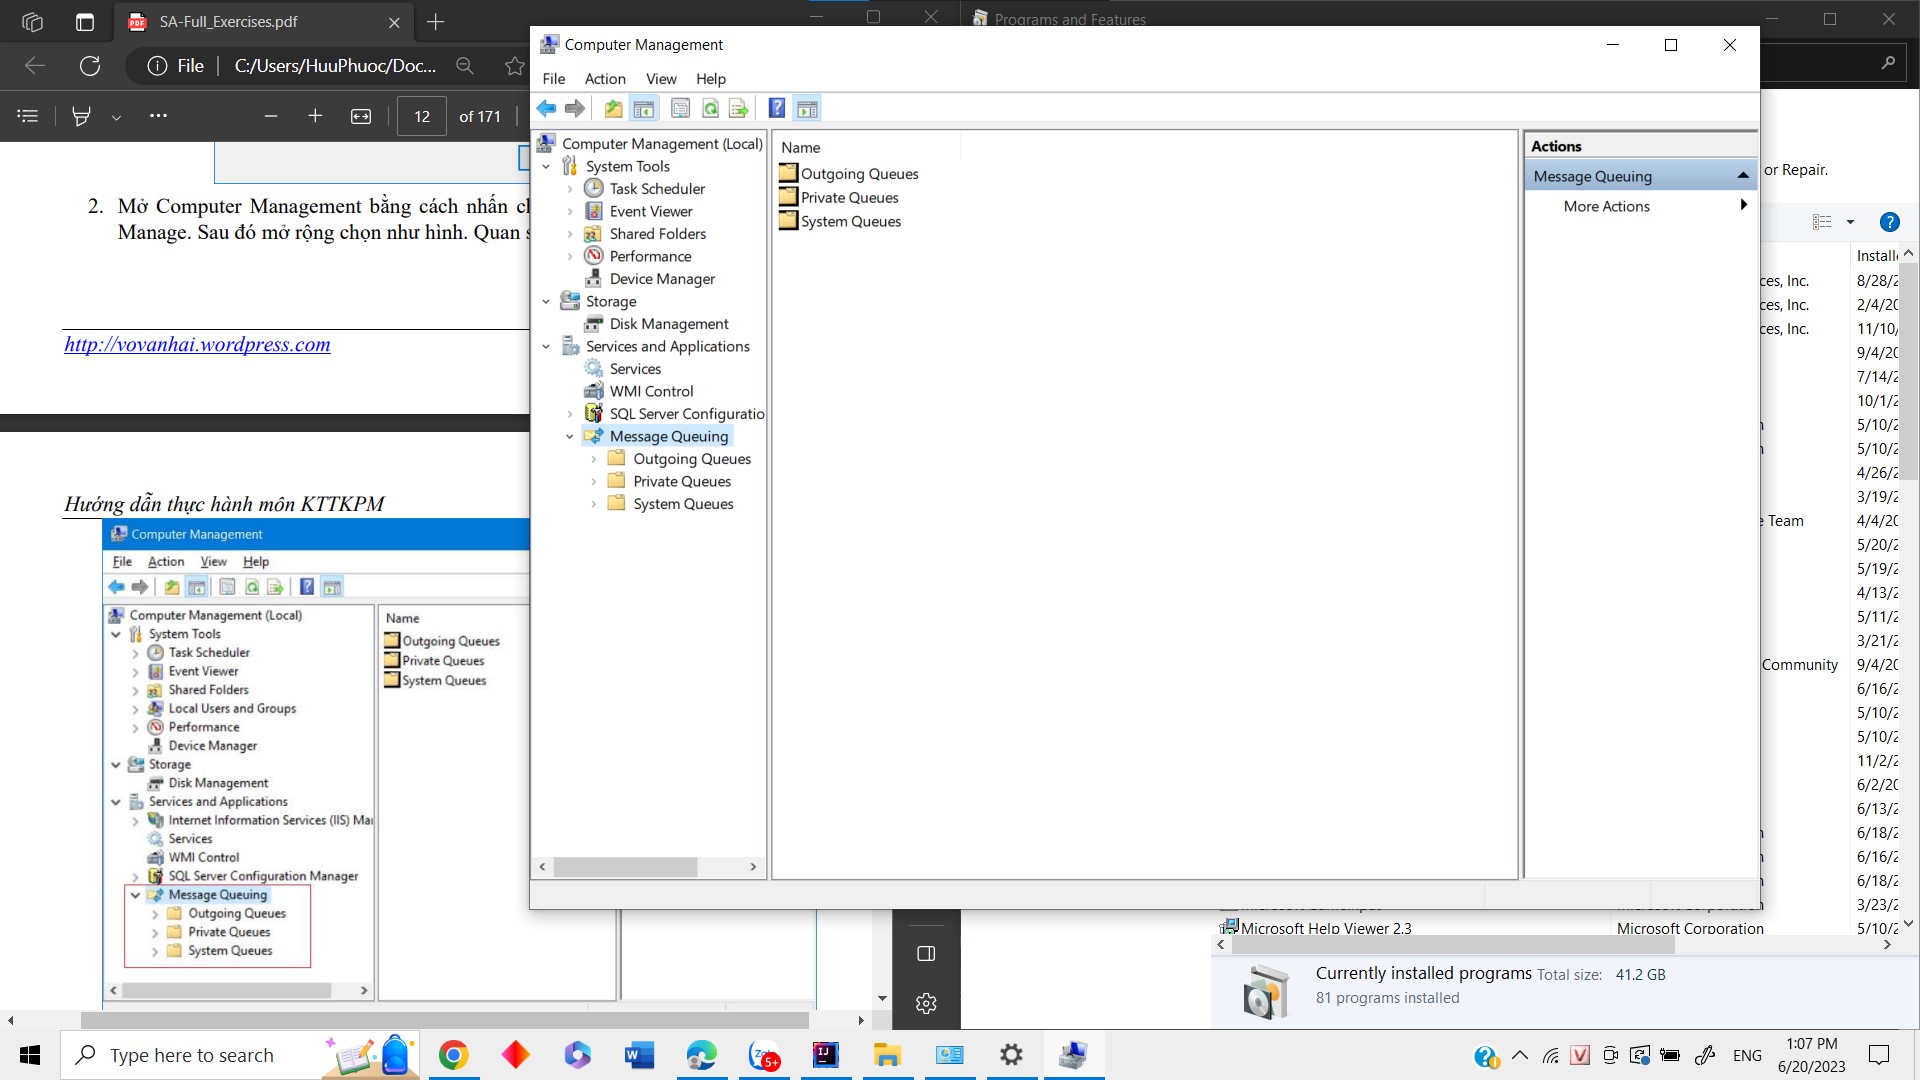 SA-Full_Exercises.pdf
File
C:/Users/HuuPhuoc/Doc...
12
of 171
2. Mở Computer Management bằng cách nhấn
Manage. Sau đó mở rộng chọn như hình. Quan
http://vovanhai.wordpress.com
Hướng dẫn thực hành môn KTTKPM
Computer Management
File Action View Help
Computer Management (Local)
System Tools
Task Scheduler
Event Viewer
Shared Folders
Local Users and Groups
Performance
Device Manager
Storage
Disk Management
Services and Applications
Internet Information Services (IIS)
Services
WMI Control
SQL Server Configuration Manager
Message Queuing
Outgoing Queues
Private Queues
System Queues
Name
Outgoing Queues
Private Queues
System Queues
Computer Management
File Action View Help
Computer Management (Local)
System Tools
Task Scheduler
Event Viewer
Shared Folders
Performance
Device Manager
Storage
Disk Management
Services and Applications
Services
WMI Control
SQL Server Configuratio
Message Queuing
Outgoing Queues
Private Queues
System Queues
Name
Outgoing Queues
Private Queues
System Queues
Actions
Message Queuing
More Actions
Programs and Features
or Repair.
Install
ces, Inc. 8/28/2
ces, Inc. 2/4/20
ces, Inc. 11/10/
9/4/20
7/14/2
10/1/2
5/10/2
5/10/2
4/26/2
3/19/2
Team 4/4/20
5/20/2
5/19/2
4/13/2
5/11/2
3/21/2
Community 9/4/20
6/16/2
5/10/2
5/10/2
11/2/2
6/2/20
6/13/2
6/18/2
6/16/2
6/18/2
3/23/2
Microsoft Help Viewer 2.3 Microsoft Corporation 5/10/2
Currently installed programs Total size: 41.2 GB
81 programs installed
Type here to search
5+
ENG
1:07 PM
6/20/2023